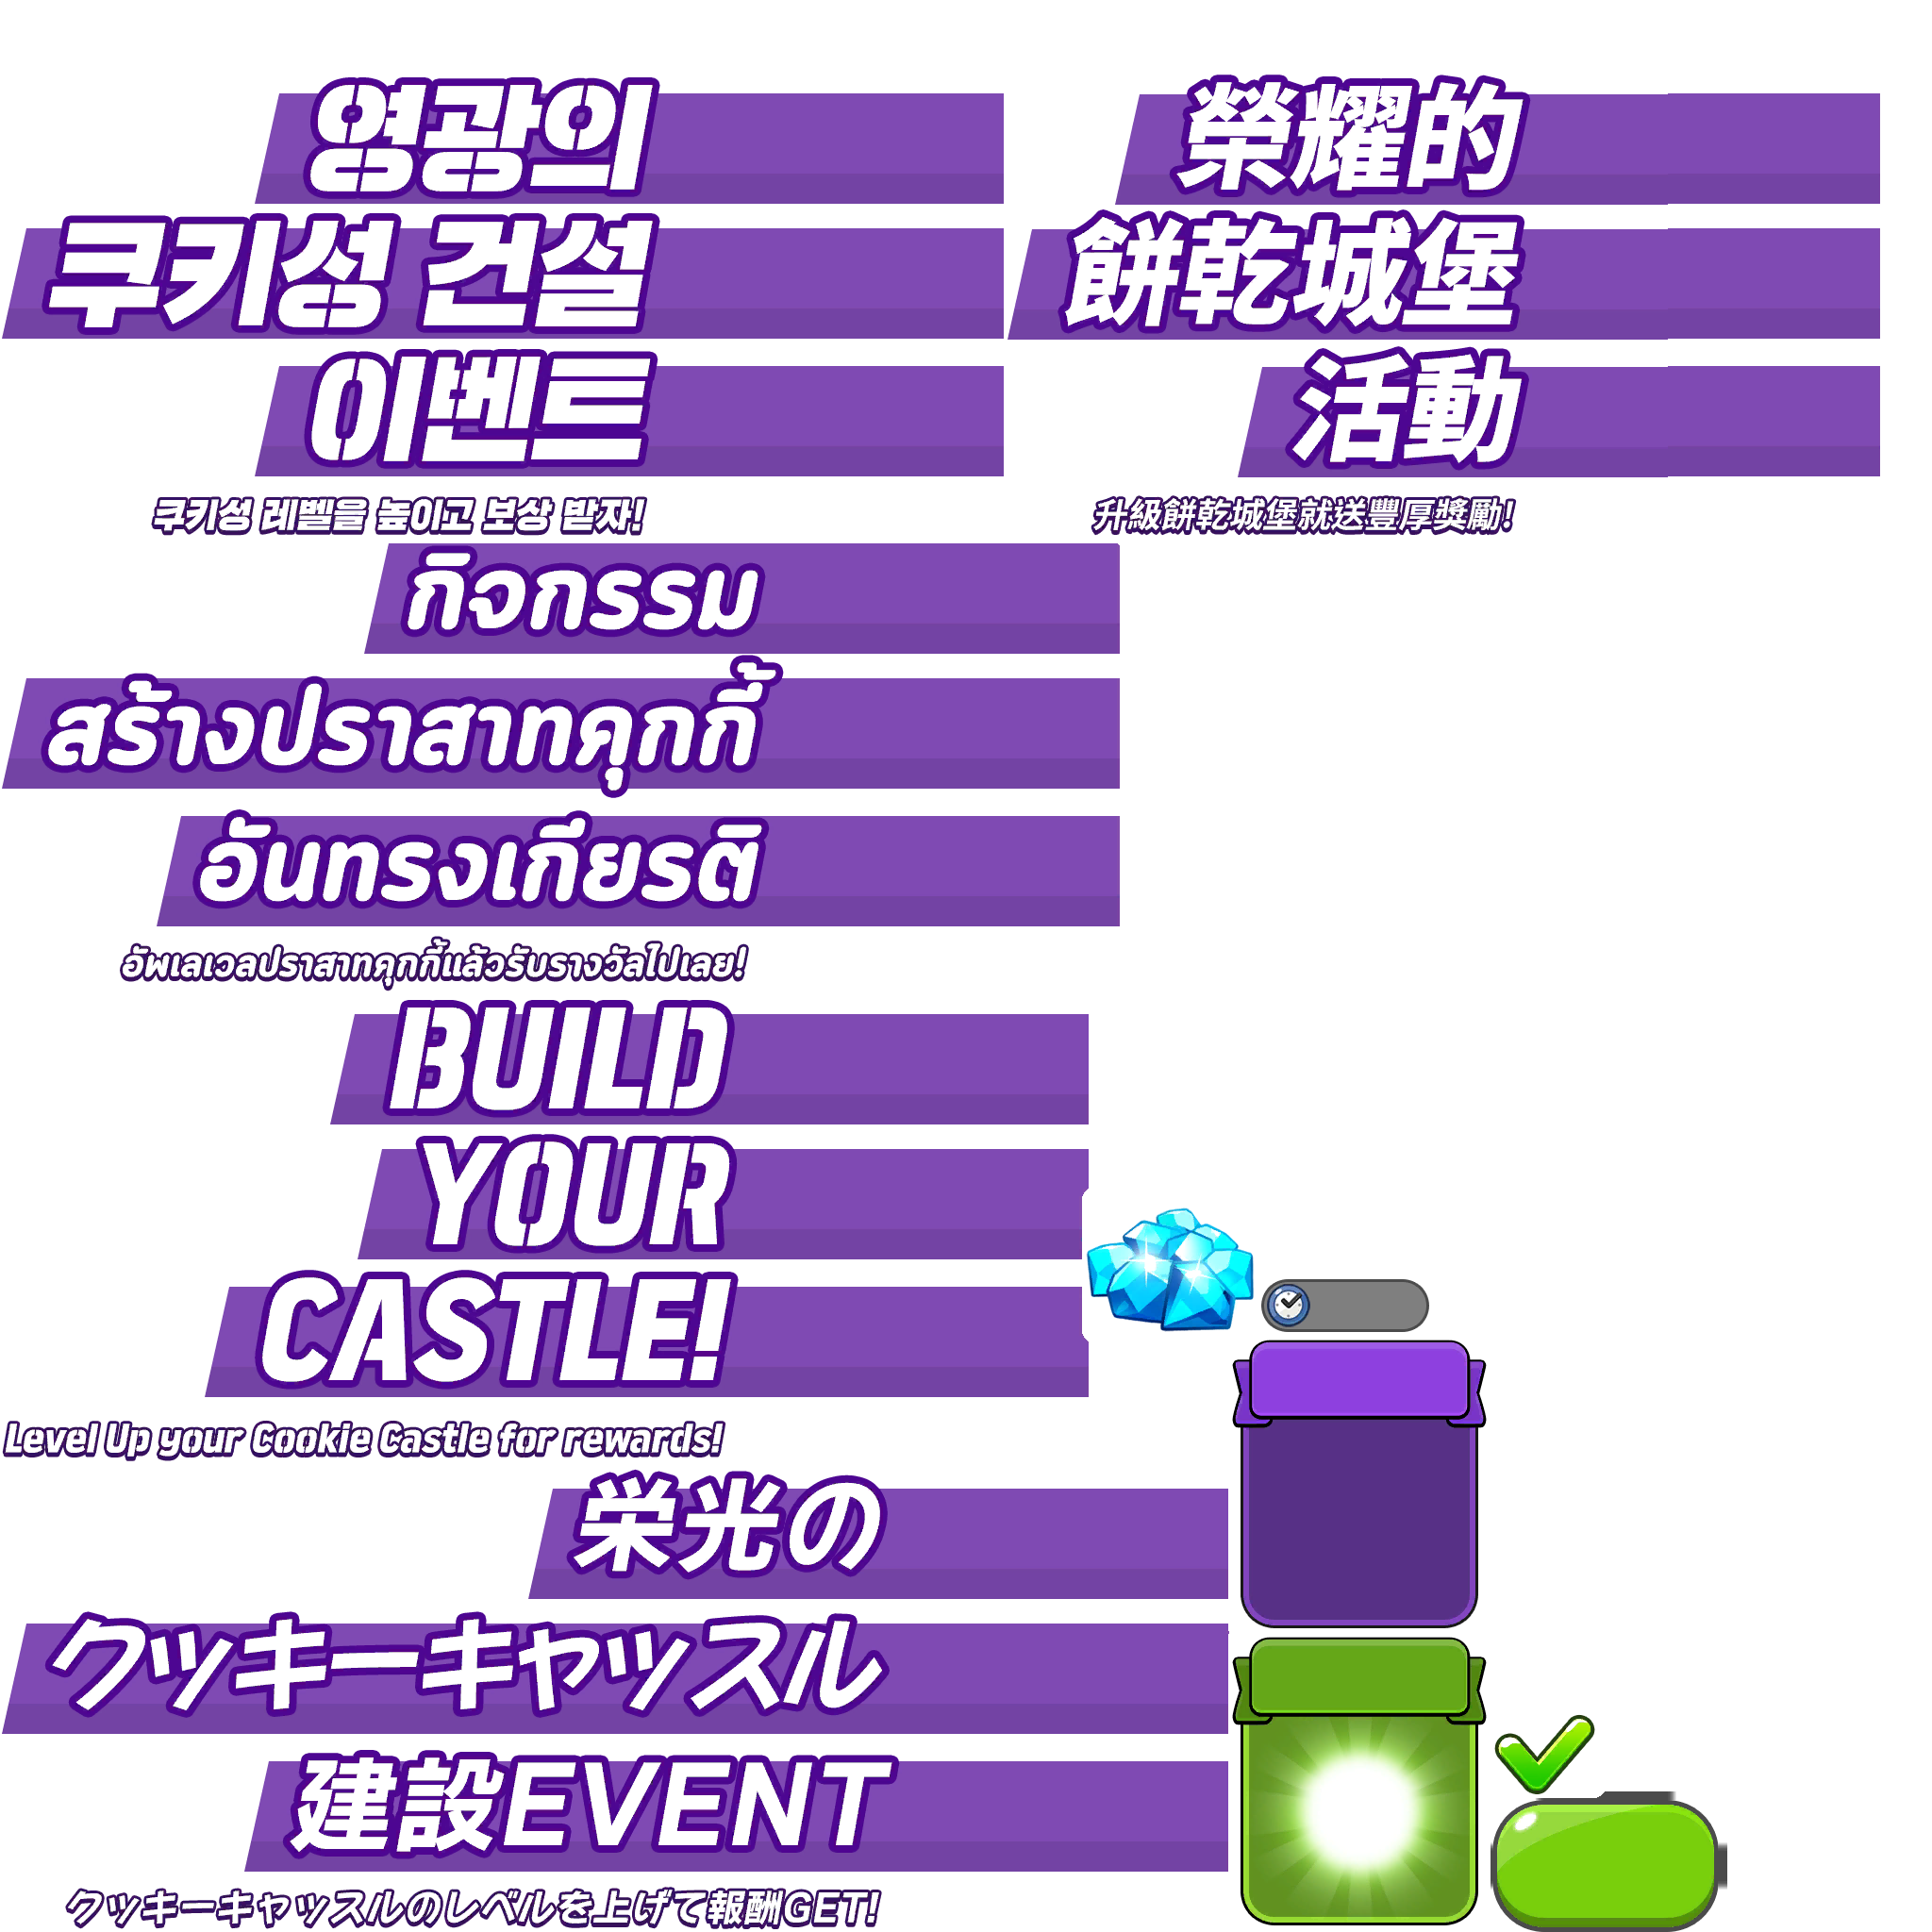 영광의
쿠키성 건설
이벤트
쿠키성 레벨을 높이고 보상 받자!
榮耀的
餅乾城堡
活動
升級餅乾城堡就送豐厚獎勵!
กิจกรรม
สร้างปราสาทคุกกี้
อันทรงเกียรติ
อัพเลเวลปราสาทคุกกี้แล้วรับรางวัลไปเลย!
BUILD
YOUR
CASTLE!
Level Up your Cookie Castle for rewards!
栄光の
クッキーキャッスル
建設EVENT
クッキーキャッスルのレベルを上げて報酬GET!